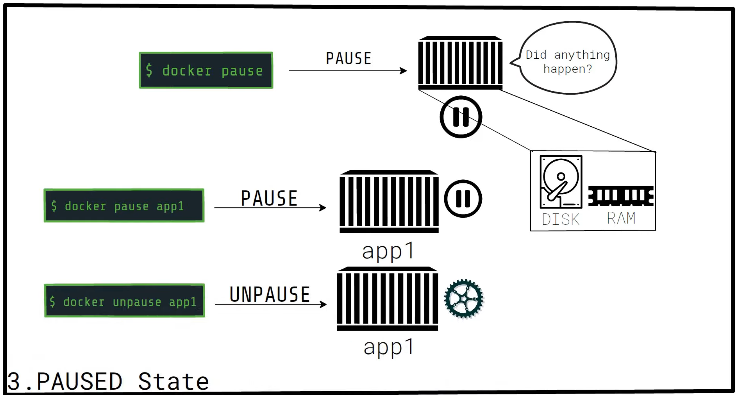 $ docker pause
PAUSE
Did anything
happen?
DISK
RAM
$ docker pause app1
PAUSE
app1
$ docker unpause app1
UNPAUSE
app1
3.PAUSED State